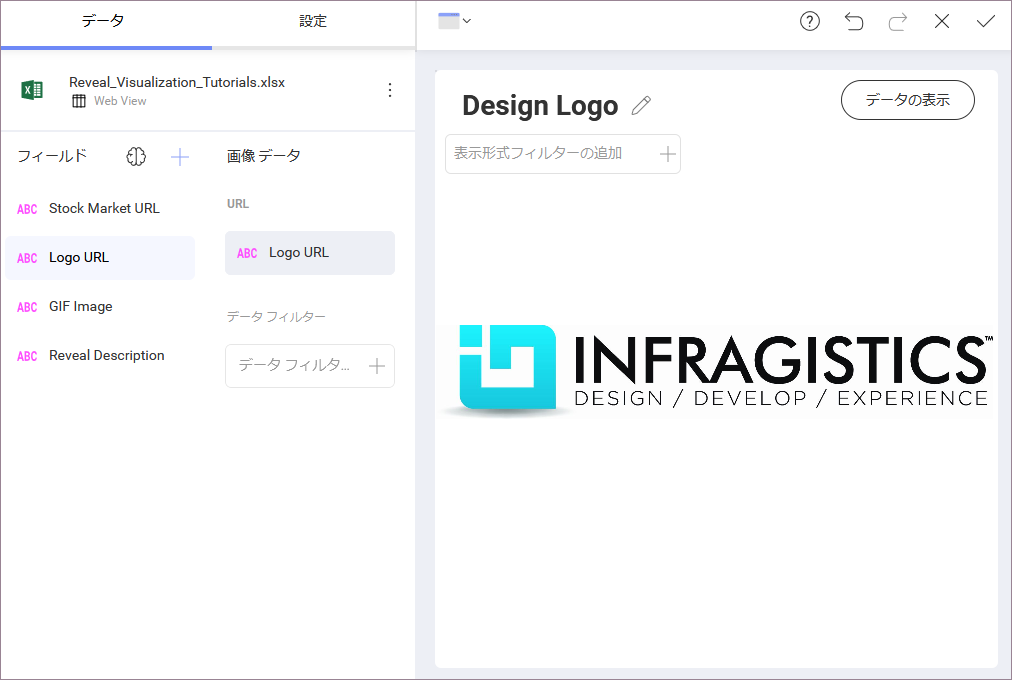 データ
設定
Reveal_Visualization_Tutorials.xlsx
Web View
フィールド
画像 データ
ABC Stock Market URL
ABC Logo URL
ABC GIF Image
ABC Reveal Description
URL
ABC Logo URL
データ フィルター
データ フィルタ...
Design Logo
データの表示
表示形式フィルターの追加
INFRAGISTICS™
DESIGN / DEVELOP / EXPERIENCE